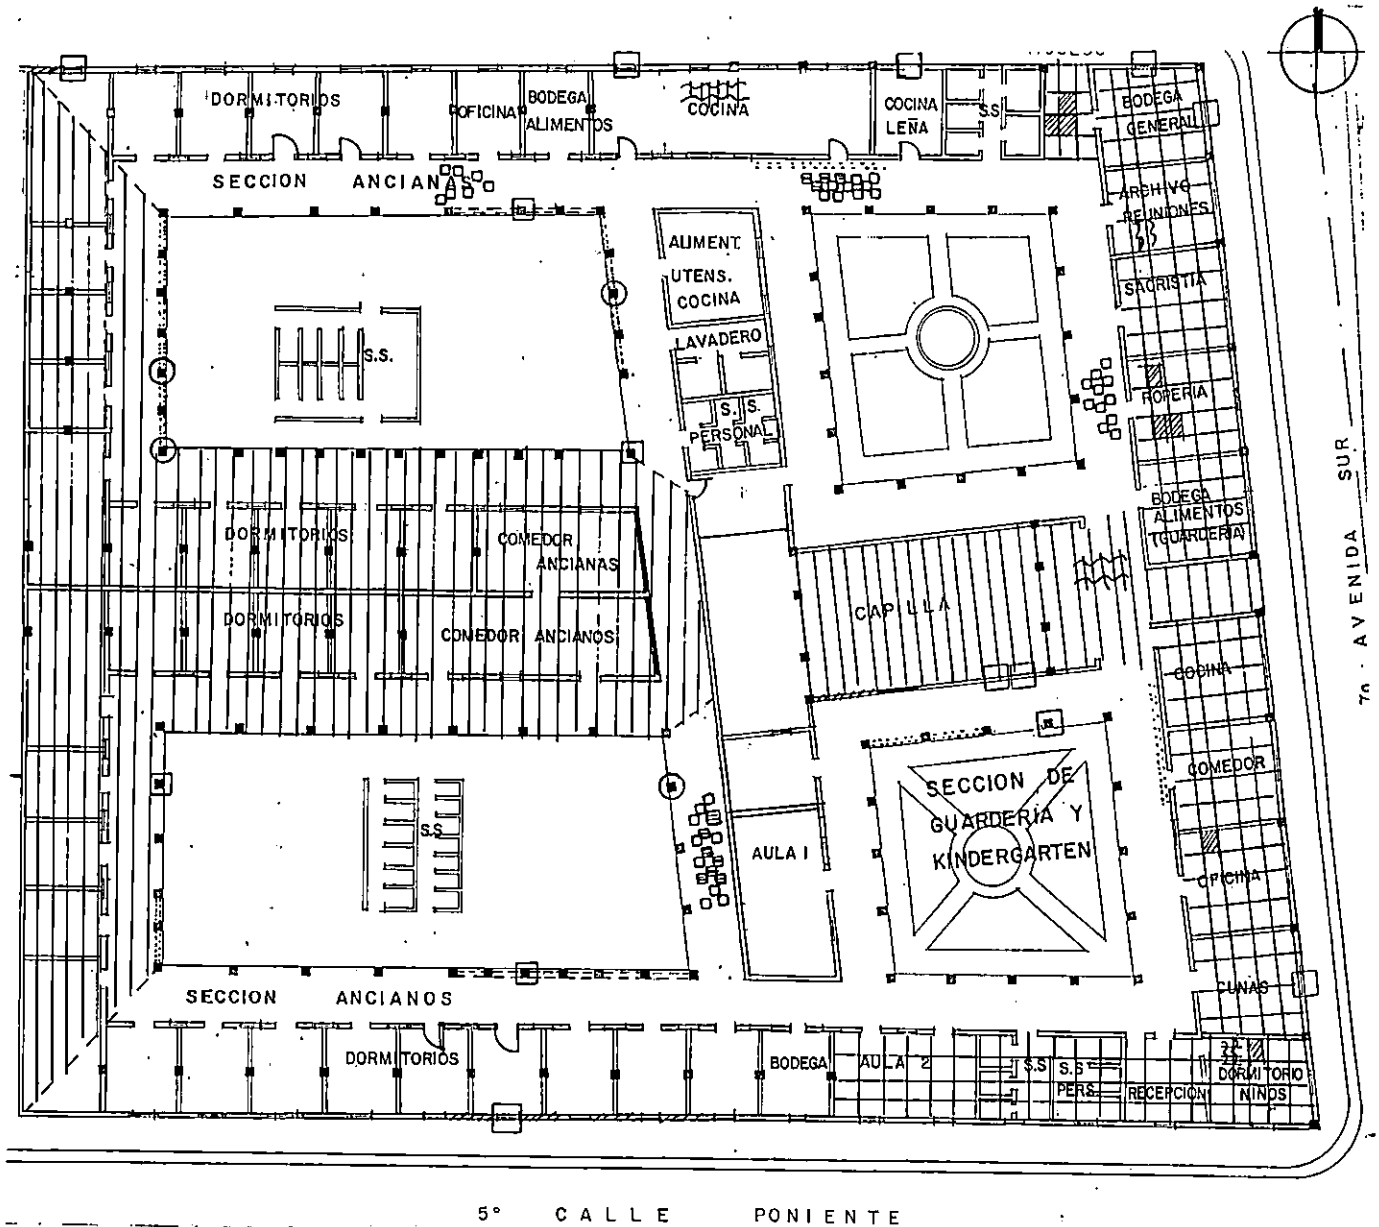 DORMITORIOS
OFICINA
BODEGA
ALIMENTOS
COCINA
COCINA
LEÑA
S.S
BODEGA
GENERAL
SECCION ANCIANAS
ARCHIVO
REUNIONES
ALIMENT.
UTENS.
COCINA
SACRISTIA
LAVADERO
S.S.
ROPERIA
S. S.
PERSONAL
BODEGA
ALIMENTOS
(GUARDERIA)
DORMITORIOS
COMEDOR
ANCIANAS
DORMITORIOS
COMEDOR ANCIANOS
CAPILLA
COCINA
COMEDOR
SECCION DE
GUARDERIA Y
KINDERGARTEN
S.S
AULA I
OFICINA
CUNAS
SECCION ANCIANOS
DORMITORIOS
BODEGA
AULA 2
S.S
S.S
PERS.
RECEPCION
DORMITORIO
NINOS
7a. AVENIDA SUR
5° CALLE PONIENTE